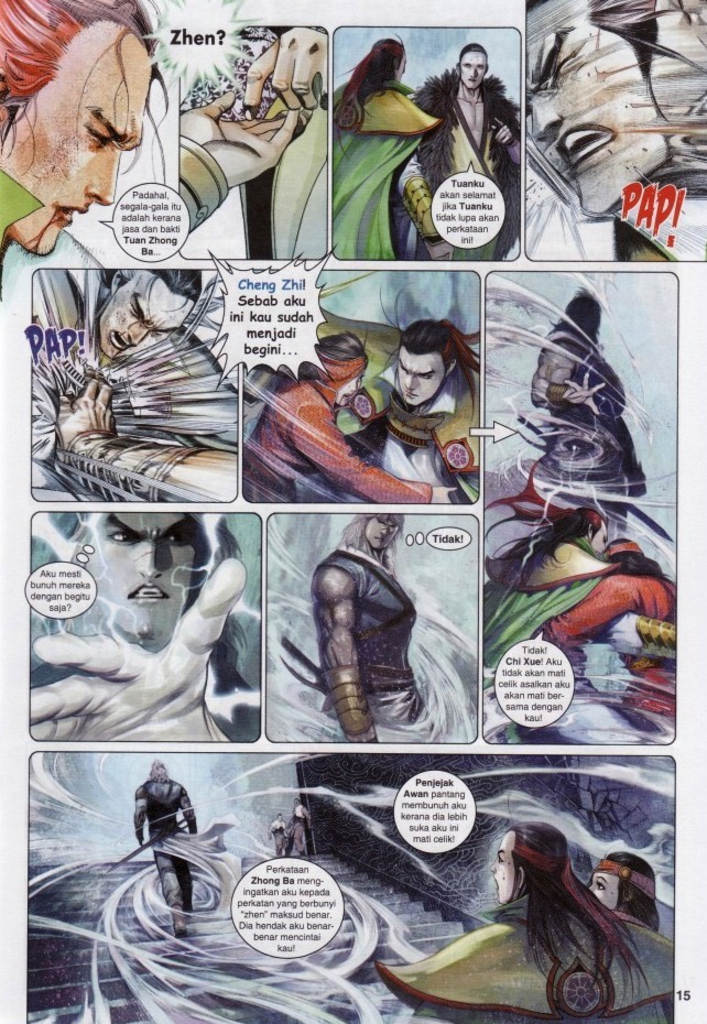 Zhen?
Padahal,
segala-gala itu
adalah kerana
jasa dan bakti
Tuan Zhong
Ba...
Tuanku
akan selamat
jika Tuanku
tidak lupa akan
perkataan
ini!
PAPI!
PAP!
Cheng Zhi!
Sebab aku
ini kau sudah
menjadi
begini...
Aku mesti
bunuh mereka
dengan begitu
saja?
Tidak!
Tidak!
Chi Xue! Aku
tidak akan mati
celik asalkan aku
akan mati ber-
sama dengan
kau!
Penjejak
Awan pantang
membunuh aku
kerana dia lebih
suka aku ini
mati celik!
Perkataan
Zhong Ba men-
gingatkan aku kepada
perkatan yang berbunyi
"zhen" maksud benar.
Dia hendak aku benar-
benar mencintai
kau!
15